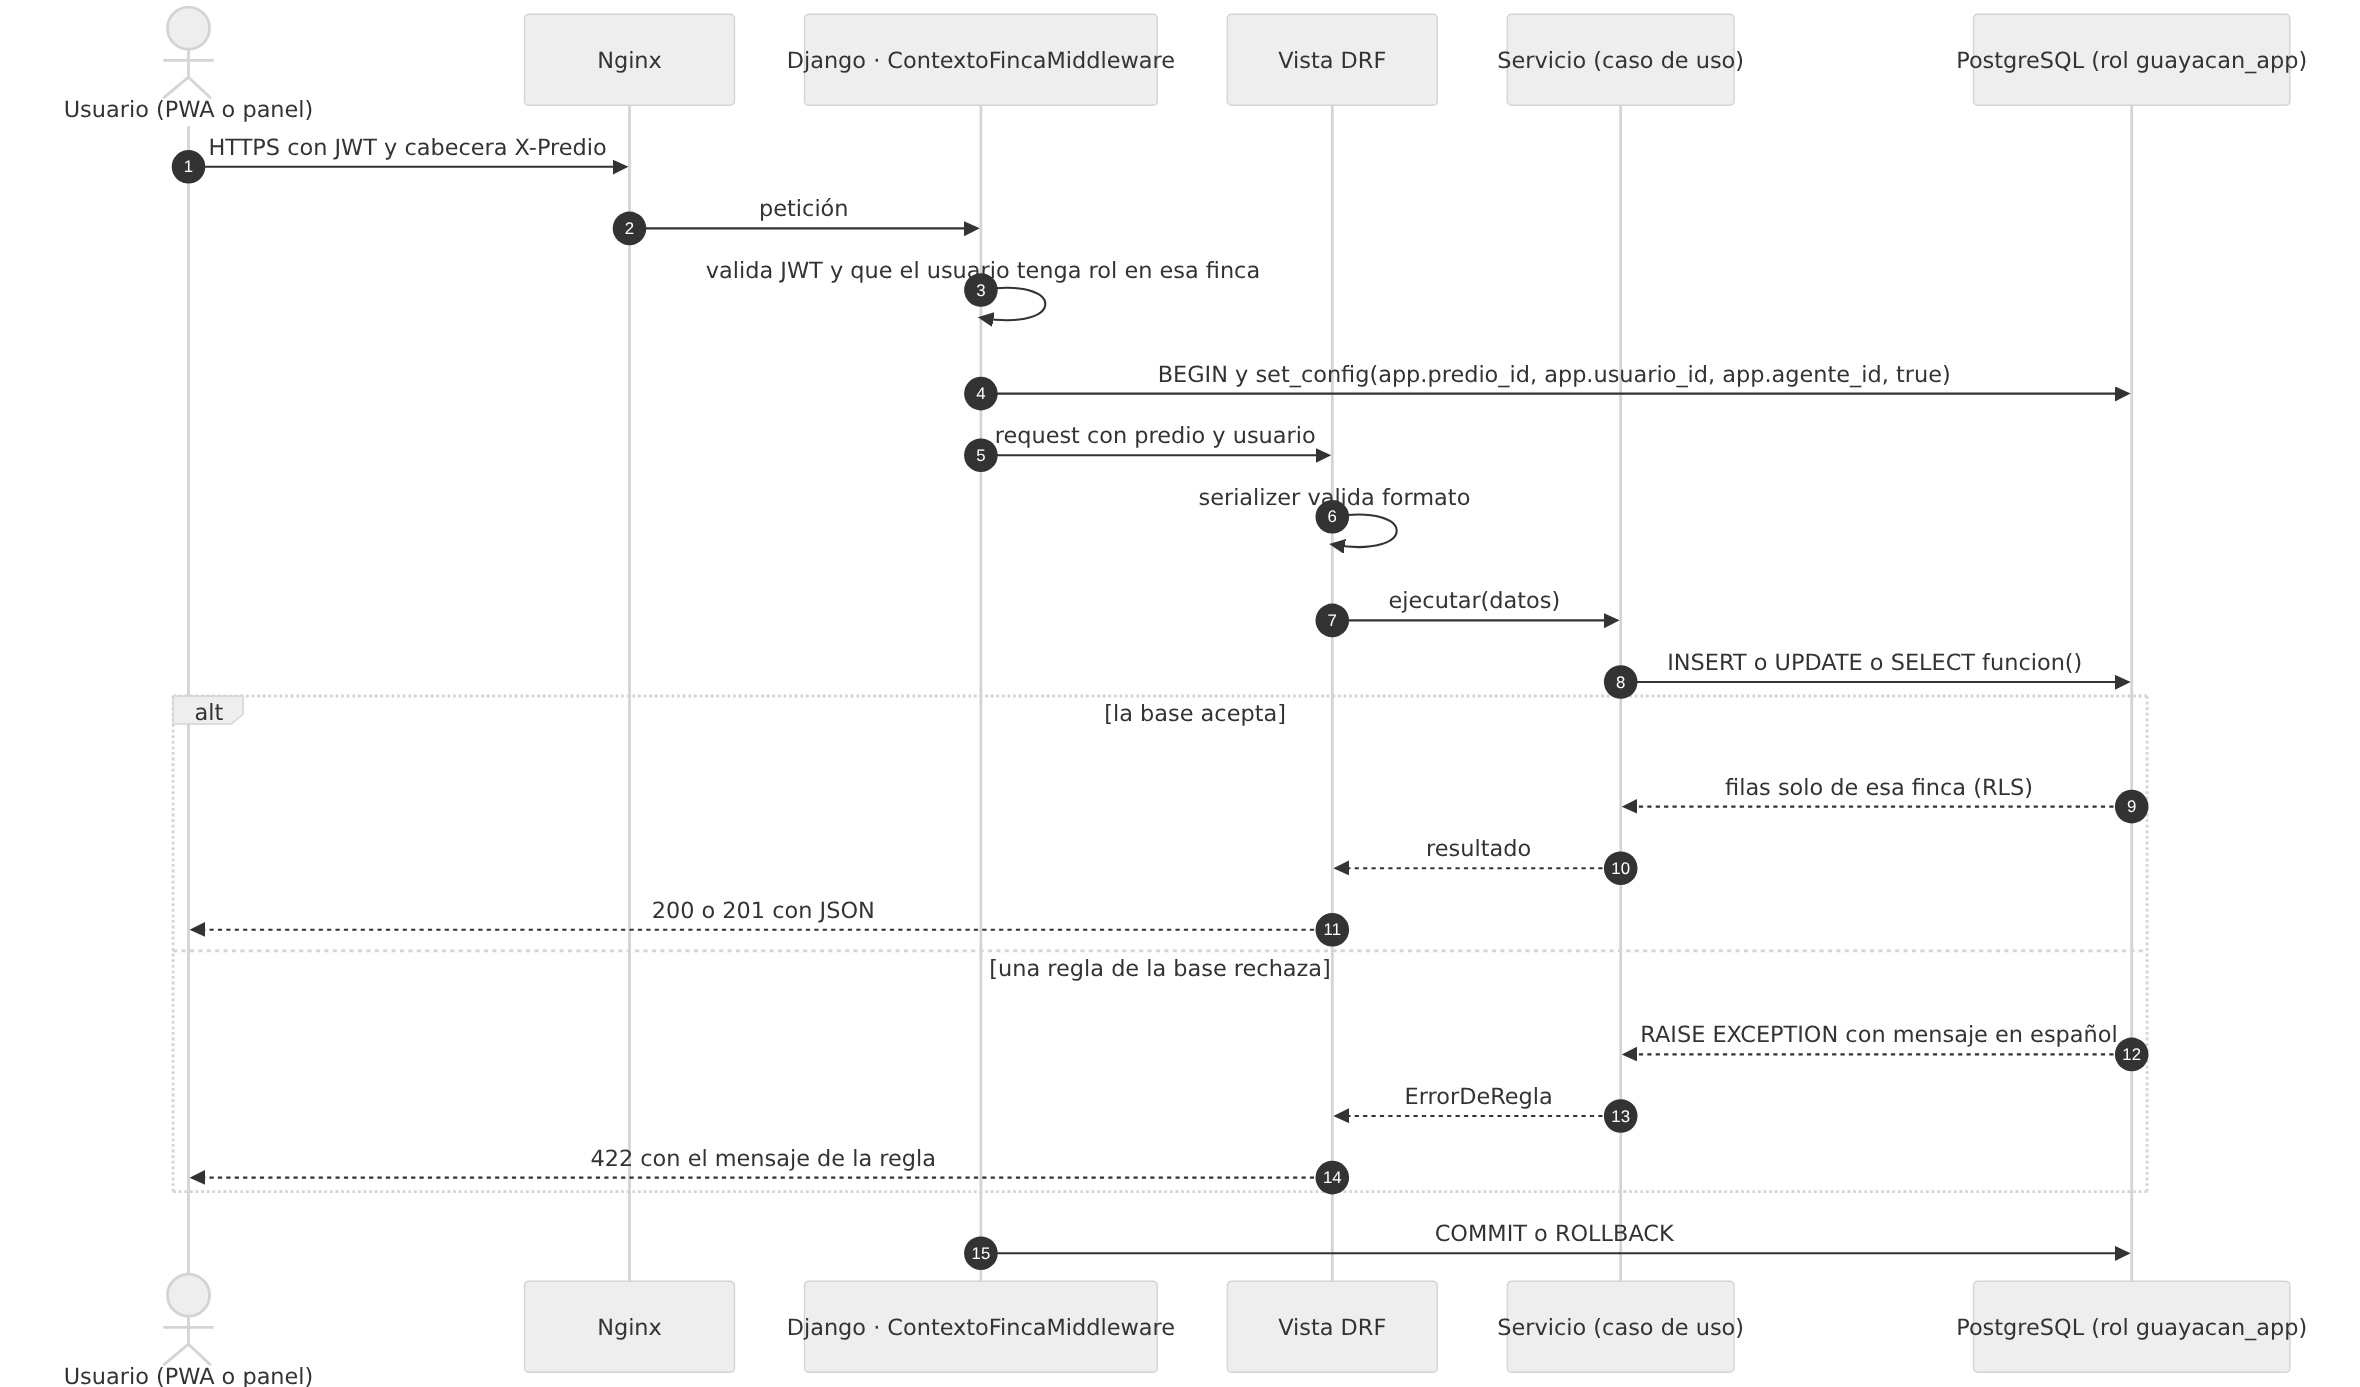 Usuario (PWA o panel)
Nginx
Django · ContextoFincaMiddleware
Vista DRF
Servicio (caso de uso)
PostgreSQL (rol guayacan_app)
HTTPS con JWT y cabecera X-Predio
1
petición
2
valida JWT y que el usuario tenga rol en esa finca
3
BEGIN y set_config(app.predio_id, app.usuario_id, app.agente_id, true)
4
request con predio y usuario
5
serializer valida formato
6
ejecutar(datos)
7
INSERT o UPDATE o SELECT funcion()
8
alt
[la base acepta]
filas solo de esa finca (RLS)
9
resultado
10
200 o 201 con JSON
11
[una regla de la base rechaza]
RAISE EXCEPTION con mensaje en español
12
ErrorDeRegla
13
422 con el mensaje de la regla
14
COMMIT o ROLLBACK
15
Usuario (PWA o panel)
Nginx
Django · ContextoFincaMiddleware
Vista DRF
Servicio (caso de uso)
PostgreSQL (rol guayacan_app)